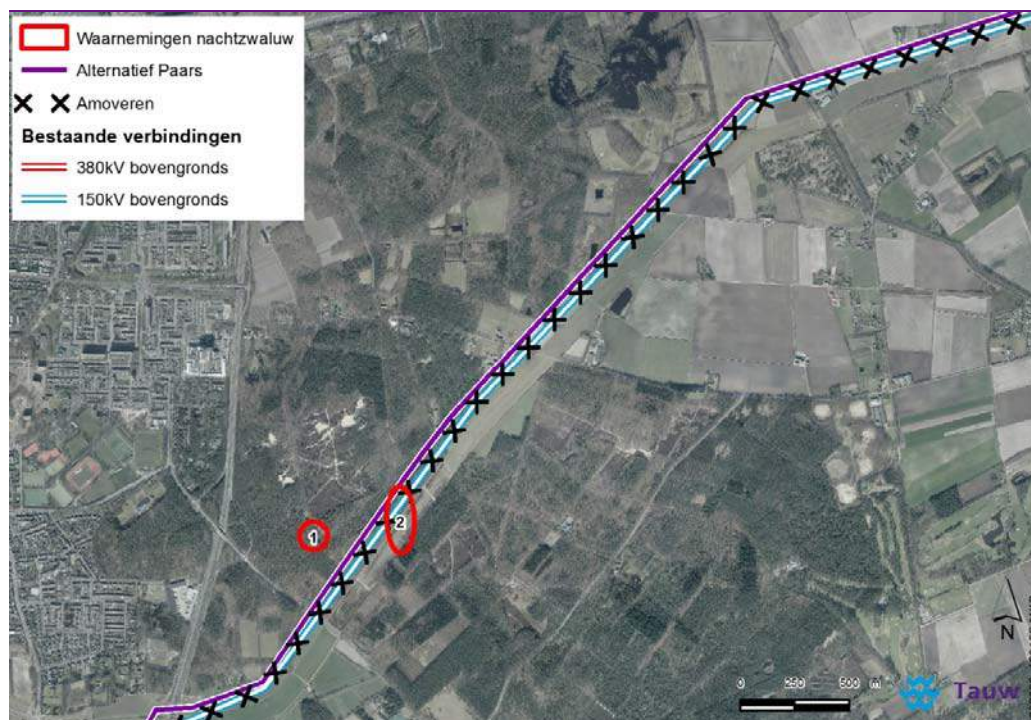 Waarnemingen nachtzwaluw
Alternatief Paars
Amoveren
Bestaande verbindingen
380kV bovengronds
150kV bovengronds
1
2
N
0 250 500 m
Tauw